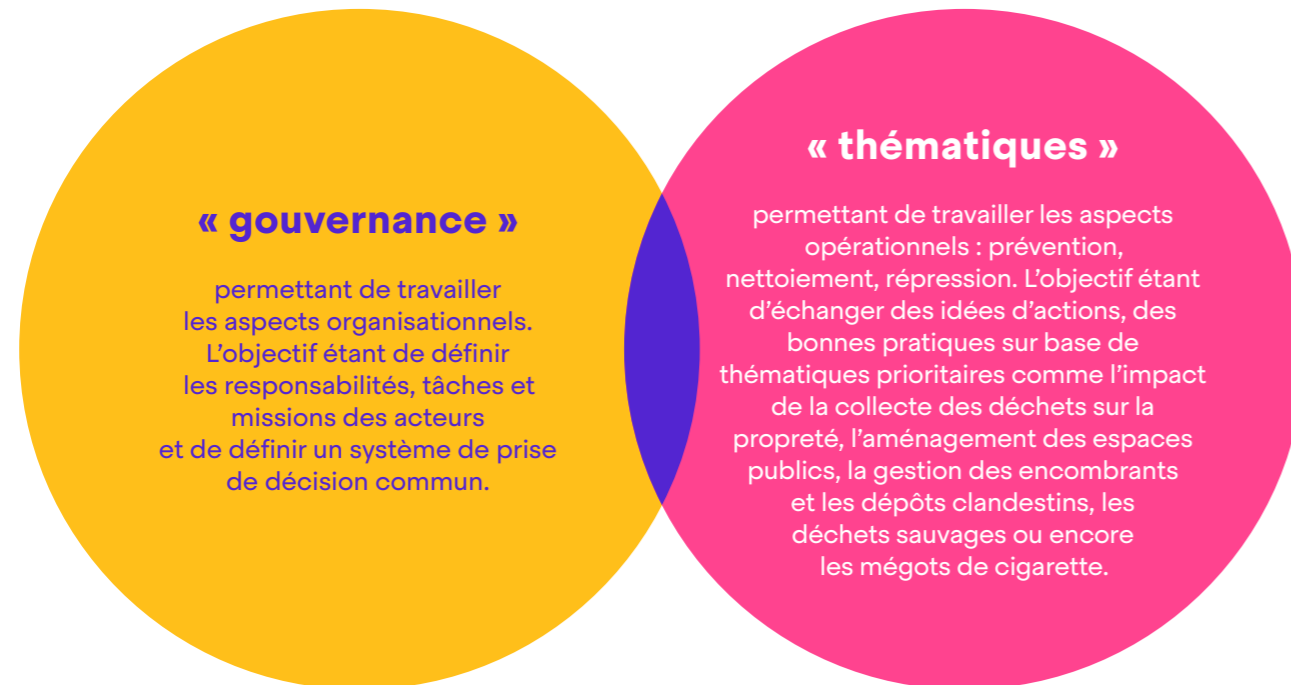 « gouvernance »
permettant de travailler
les aspects organisationnels.
L’objectif étant de définir
les responsabilités, tâches et
missions des acteurs
et de définir un système de prise
de décision commun.
« thématiques »
permettant de travailler les aspects
opérationnels : prévention,
nettoiement, répression. L’objectif étant
d’échanger des idées d’actions, des
bonnes pratiques sur base de
thématiques prioritaires comme l’impact
de la collecte des déchets sur la
propreté, l’aménagement des espaces
publics, la gestion des encombrants
et les dépôts clandestins, les
déchets sauvages ou encore
les mégots de cigarette.